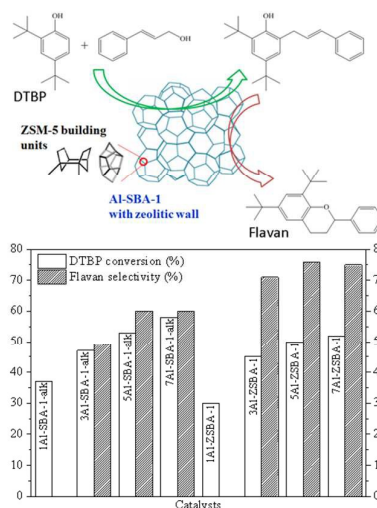 OH
OH
+
OH
DTBP
ZSM-5 building
units
Al-SBA-1
with zeolitic wall
O
Flavan
DTBP conversion (%)
Flavan selectivity (%)
80
70
60
50
40
30
20
10
0
1Al-SBA-1-alk
3Al-SBA-1-alk
5Al-SBA-1-alk
7Al-SBA-1-alk
1Al-ZSBA-1
3Al-ZSBA-1
5Al-ZSBA-1
7Al-ZSBA-1
Catalysts